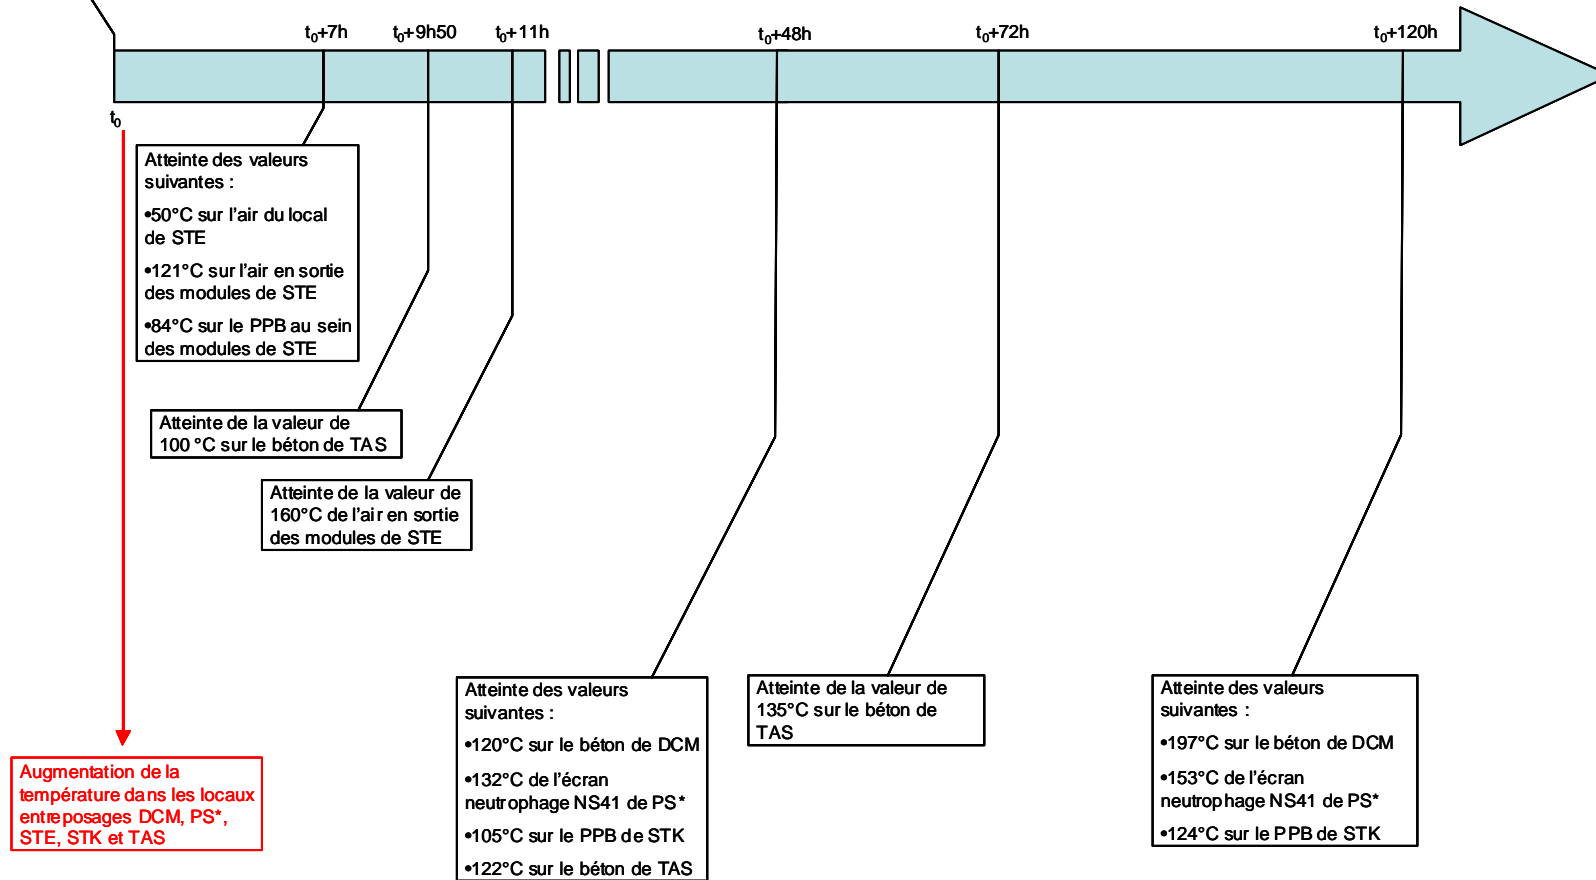 t0+7h
t0+9h50
t0+11h
t0+48h
t0+72h
t0+120h
t0
Atteinte des valeurs
suivantes :
•50°C sur l'air du local
de STE
•121°C sur l'air en sortie
des modules de STE
•84°C sur le PPB au sein
des modules de STE
Atteinte de la valeur de
100 °C sur le béton de TAS
Atteinte de la valeur de
160°C de l'air en sortie
des modules de STE
Atteinte des valeurs
suivantes :
•120°C sur le béton de DCM
•132°C de l'écran
neutrophage NS41 de PS*
•105°C sur le PPB de STK
•122°C sur le béton de TAS
Atteinte de la valeur de
135°C sur le béton de
TAS
Atteinte des valeurs
suivantes :
•197°C sur le béton de DCM
•153°C de l'écran
neutrophage NS41 de PS*
•124°C sur le PPB de STK
Augmentation de la
température dans les locaux
entreposages DCM, PS*,
STE, STK et TAS